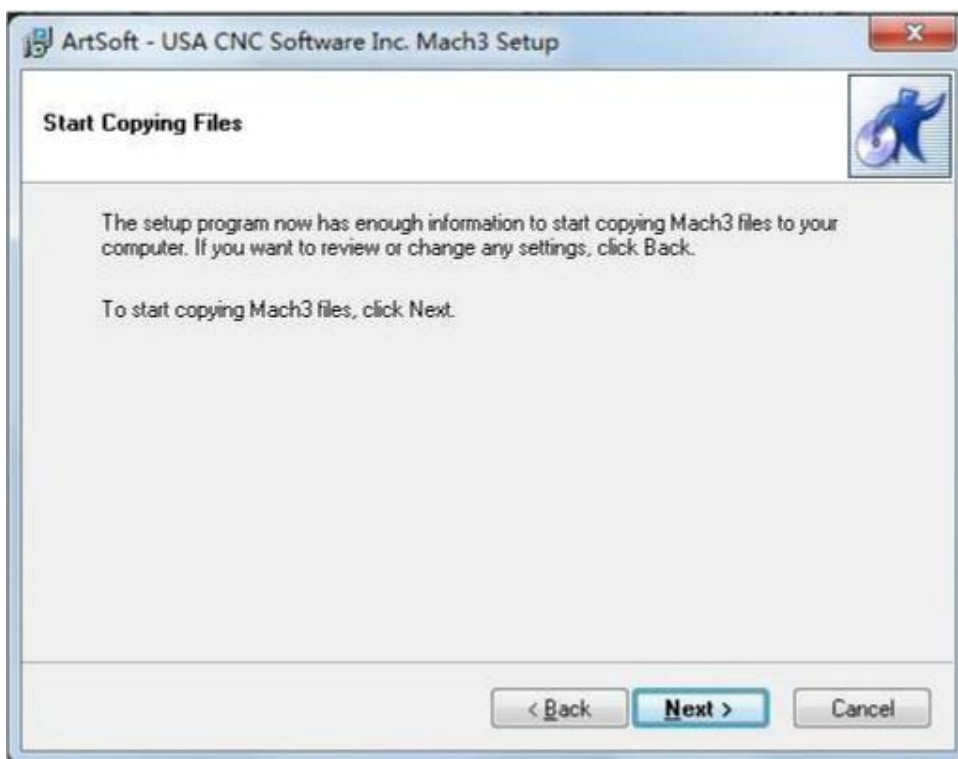 ArtSoft - USA CNC Software Inc. Mach3 Setup
Start Copying Files
The setup program now has enough information to start copying Mach3 files to your
computer. If you want to review or change any settings, click Back.
To start copying Mach3 files, click Next.
< Back Next > Cancel